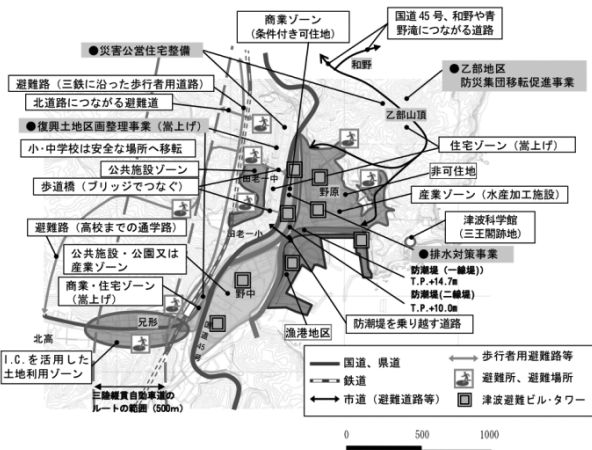 商業ゾーン
（条件付き可住地）
国道45号、和野や青
野滝につながる道路
●災害公営住宅整備
和野
●乙部地区
防災集団移転促進事業
避難路（三鉄に沿った歩行者用道路）
北道路につながる避難道
乙部山頂
●復興土地区画整理事業（嵩上げ）
小・中学校は安全な場所へ移転
住宅ゾーン（嵩上げ）
公共施設ゾーン
田老一中
野原
非可住地
歩道橋（ブリッジでつなぐ）
産業ゾーン（水産加工施設）
避難路（高校までの通学路）
田老一小
津波科学館
（三王閣跡地）
公共施設・公園又は
産業ゾーン
●排水対策事業
防潮堤（一線堤））
T.P.+14.7m
防潮堤（二線堤）
T.P.+10.0m
商業・住宅ゾーン
（嵩上げ）
野中
防潮堤を乗り越す道路
漁港地区
兄形
北高
国道45号
I.C.を活用した
土地利用ゾーン
三陸縦貫自動車道の
ルートの範囲（500m）
国道、県道
鉄道
市道（避難道路等）
歩行者用避難路等
避難所、避難場所
津波避難ビル・タワー
0 500 1000